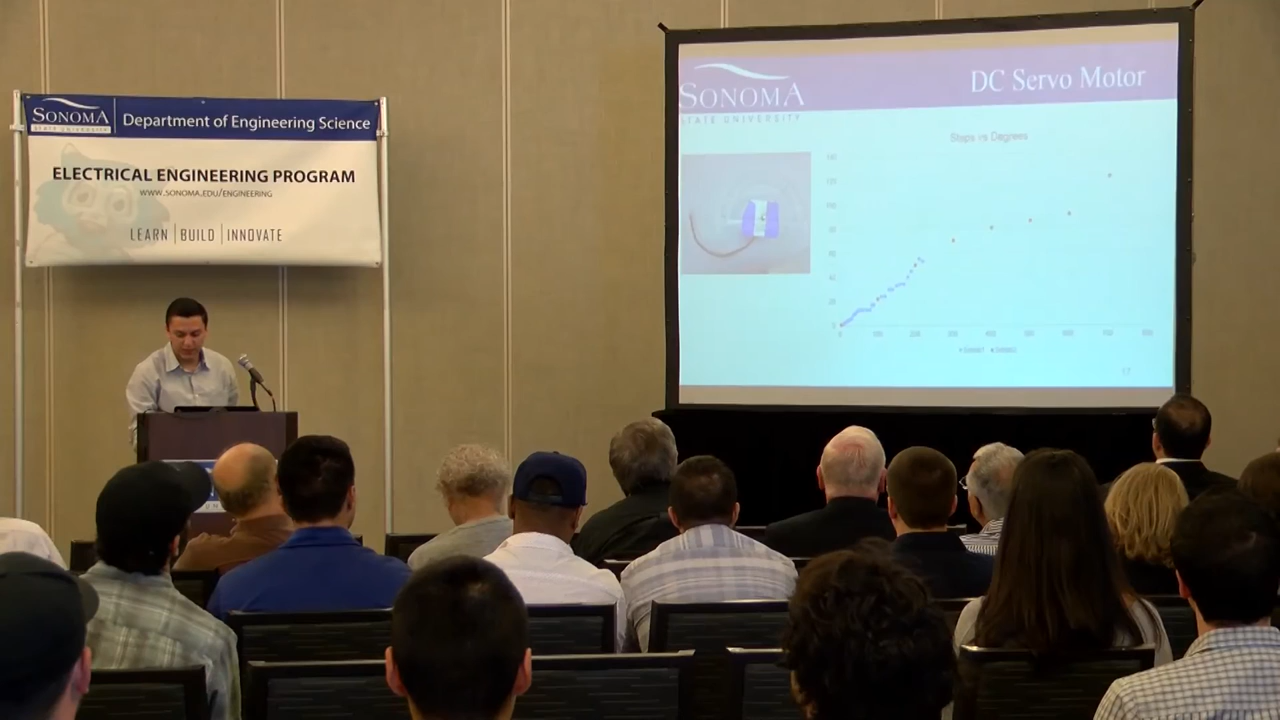 SONOMA
STATE UNIVERSITY
Department of Engineering Science
ELECTRICAL ENGINEERING PROGRAM
WWW.SONOMA.EDU/ENGINEERING
LEARN | BUILD | INNOVATE
SONOMA
STATE UNIVERSITY
DC Servo Motor
Steps vs Degrees
17